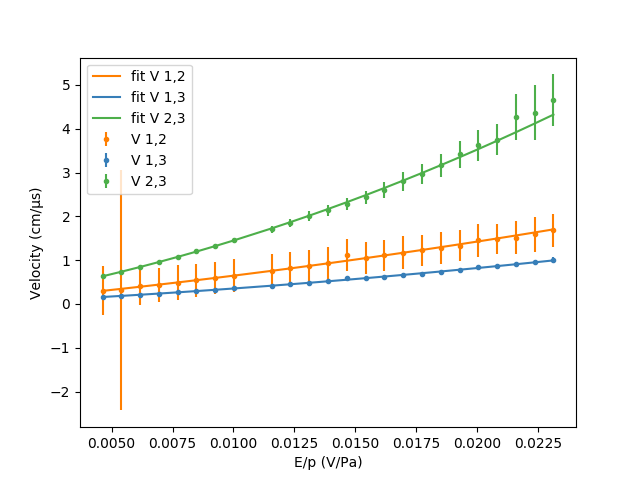 fit V 1,2
fit V 1,3
fit V 2,3
V 1,2
V 1,3
V 2,3
Velocity (cm/µs)
5
4
3
2
1
0
−1
−2
0.0050 0.0075 0.0100 0.0125 0.0150 0.0175 0.0200 0.0225
E/p (V/Pa)